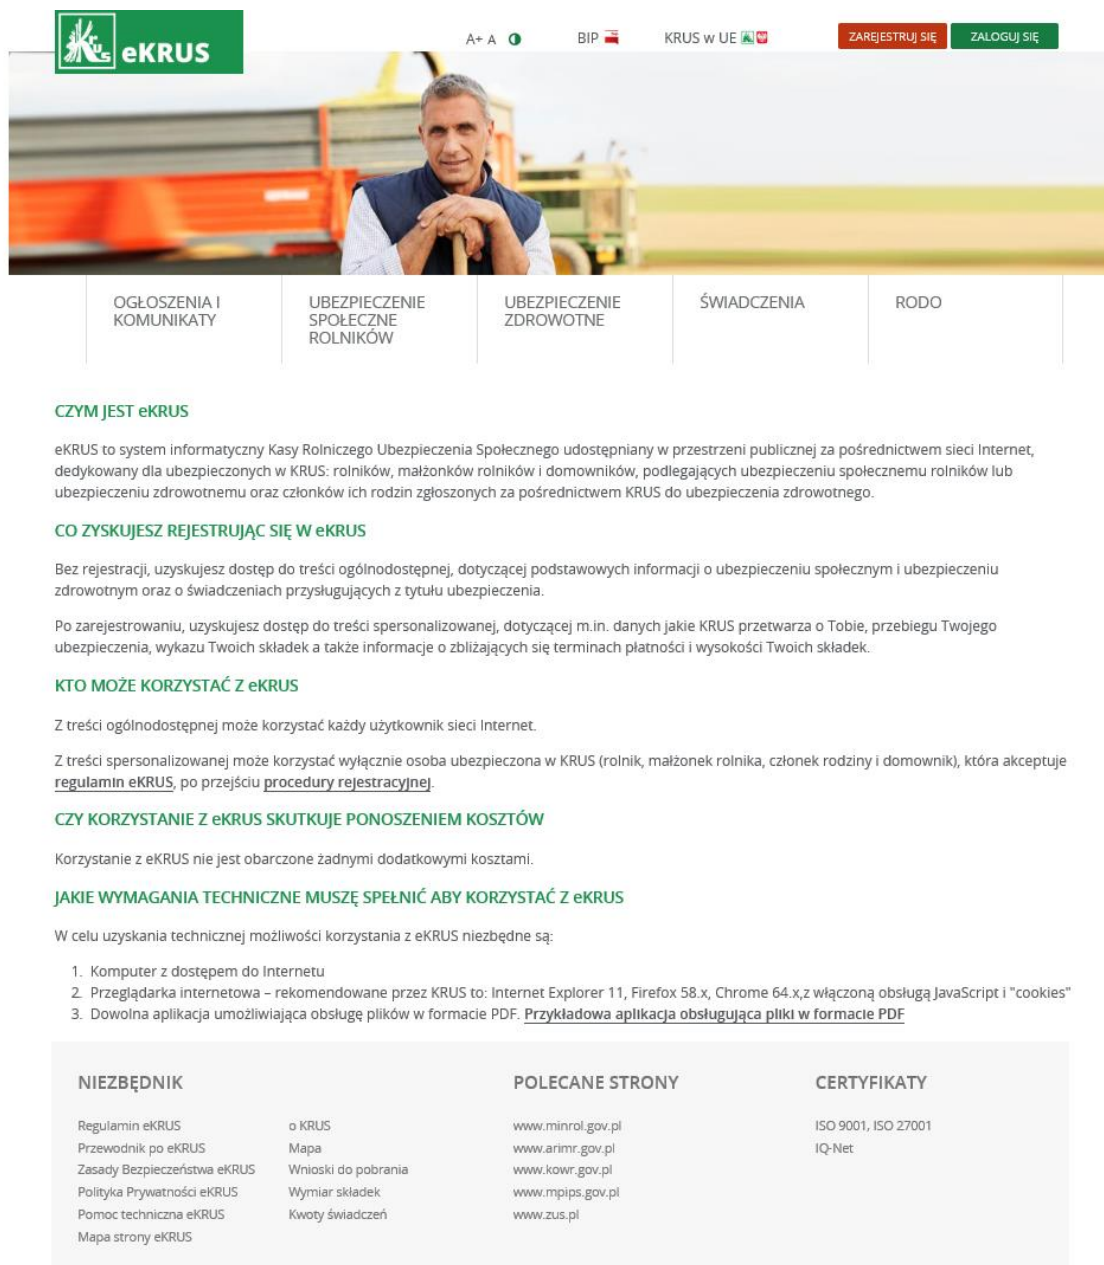 KRUS eKRUS
A+ A BIP KRUS w UE ZAREJESTRUJ SIĘ ZALOGUJ SIĘ
OGŁOSZENIA I KOMUNIKATY
UBEZPIECZENIE SPOŁECZNE ROLNIKÓW
UBEZPIECZENIE ZDROWOTNE
ŚWIADCZENIA
RODO
CZYM JEST eKRUS
eKRUS to system informatyczny Kasy Rolniczego Ubezpieczenia Społecznego udostępniany w przestrzeni publicznej za pośrednictwem sieci Internet,
dedykowany dla ubezpieczonych w KRUS: rolników, małżonków rolników i domowników, podlegających ubezpieczeniu społecznemu rolników lub
ubezpieczeniu zdrowotnemu oraz członków ich rodzin zgłoszonych za pośrednictwem KRUS do ubezpieczenia zdrowotnego.
CO ZYSKUJESZ REJESTRUJĄC SIĘ W eKRUS
Bez rejestracji, uzyskujesz dostęp do treści ogólnodostępnej, dotyczącej podstawowych informacji o ubezpieczeniu społecznym i ubezpieczeniu
zdrowotnym oraz o świadczeniach przysługujących z tytułu ubezpieczenia.
Po zarejestrowaniu, uzyskujesz dostęp do treści spersonalizowanej, dotyczącej m.in. danych jakie KRUS przetwarza o Tobie, przebiegu Twojego
ubezpieczenia, wykazu Twoich składek a także informacje o zbliżających się terminach płatności i wysokości Twoich składek.
KTO MOŻE KORZYSTAĆ Z eKRUS
Z treści ogólnodostępnej może korzystać każdy użytkownik sieci Internet.
Z treści spersonalizowanej może korzystać wyłącznie osoba ubezpieczona w KRUS (rolnik, małżonek rolnika, członek rodziny i domownik), która akceptuje
regulamin eKRUS, po przejściu procedury rejestracyjnej.
CZY KORZYSTANIE Z eKRUS SKUTKUJE PONOSZENIEM KOSZTÓW
Korzystanie z eKRUS nie jest obarczone żadnymi dodatkowymi kosztami.
JAKIE WYMAGANIA TECHNICZNE MUSZĘ SPEŁNIĆ ABY KORZYSTAĆ Z eKRUS
W celu uzyskania technicznej możliwości korzystania z eKRUS niezbędne są:
1. Komputer z dostępem do Internetu
2. Przeglądarka internetowa – rekomendowane przez KRUS to: Internet Explorer 11, Firefox 58.x, Chrome 64.x,z włączoną obsługą JavaScript i "cookies"
3. Dowolna aplikacja umożliwiająca obsługę plików w formacie PDF. Przykładowa aplikacja obsługująca pliki w formacie PDF
NIEZBĘDNIK
Regulamin eKRUS
Przewodnik po eKRUS
Zasady Bezpieczeństwa eKRUS
Polityka Prywatności eKRUS
Pomoc techniczna eKRUS
Mapa strony eKRUS
o KRUS
Mapa
Wnioski do pobrania
Wymiar składek
Kwoty świadczeń
POLECANE STRONY
www.minrol.gov.pl
www.arimr.gov.pl
www.kowr.gov.pl
www.mpips.gov.pl
www.zus.pl
CERTYFIKATY
ISO 9001, ISO 27001
IQ-Net